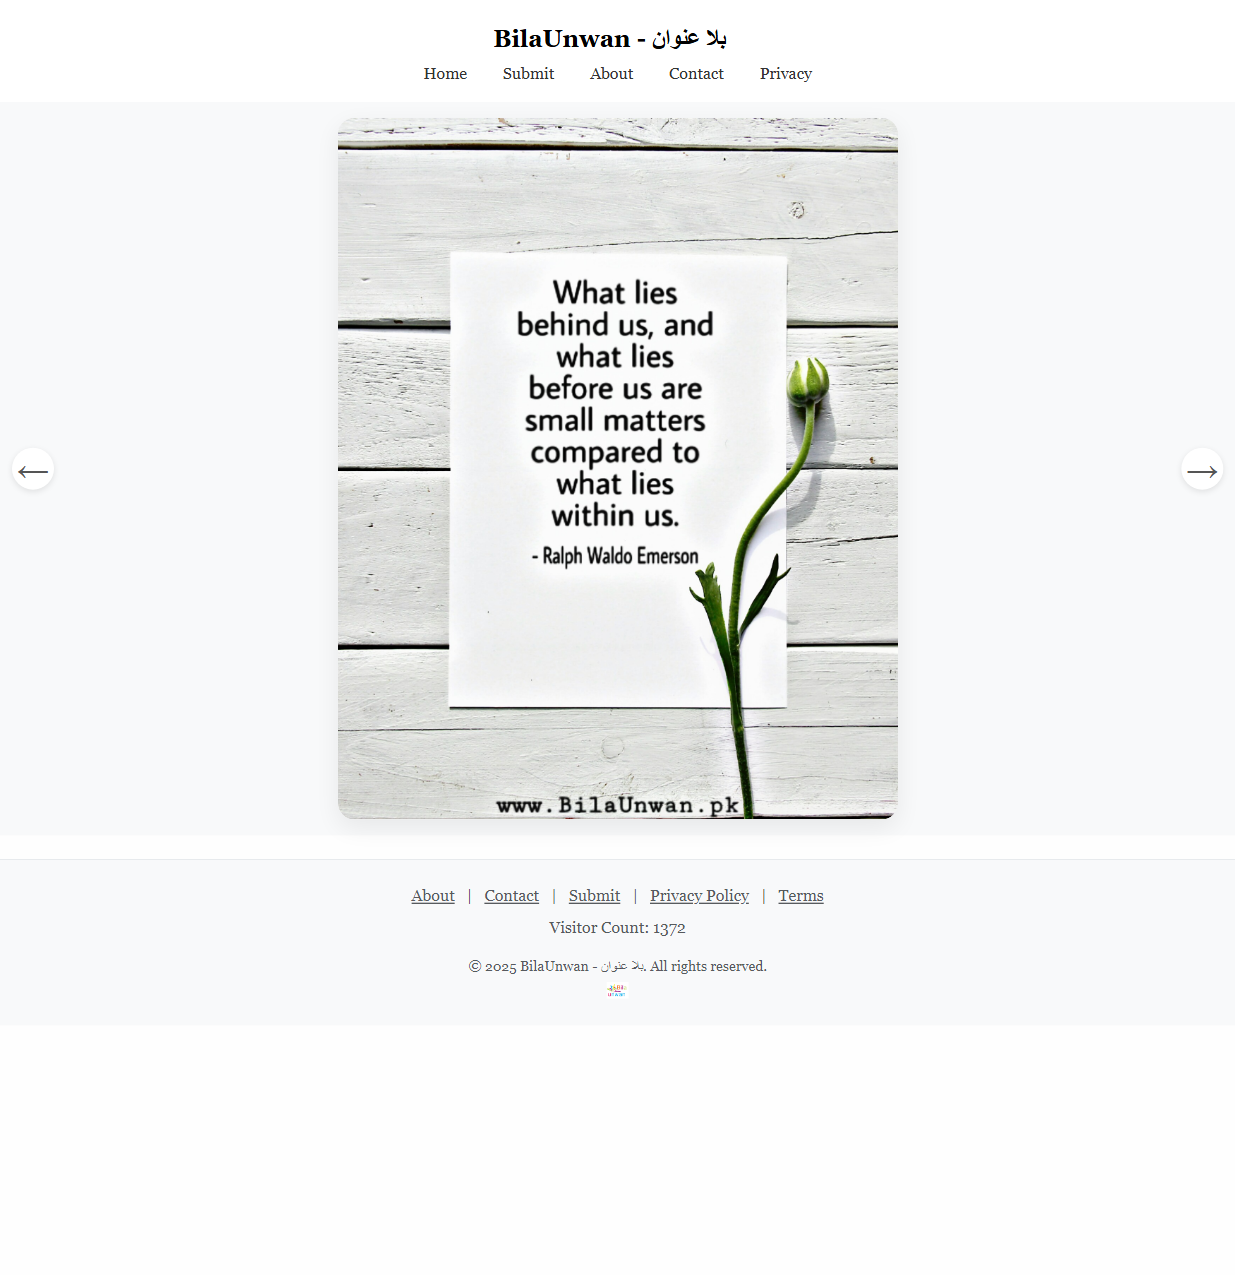 BilaUnwan - بلا عنوان
Home Submit About Contact Privacy
What lies
behind us, and
what lies
before us are
small matters
compared to
what lies
within us.
- Ralph Waldo Emerson
www.BilaUnwan.pk
← →
About | Contact | Submit | Privacy Policy | Terms
Visitor Count: 1372
© 2025 BilaUnwan - بلا عنوان. All rights reserved.